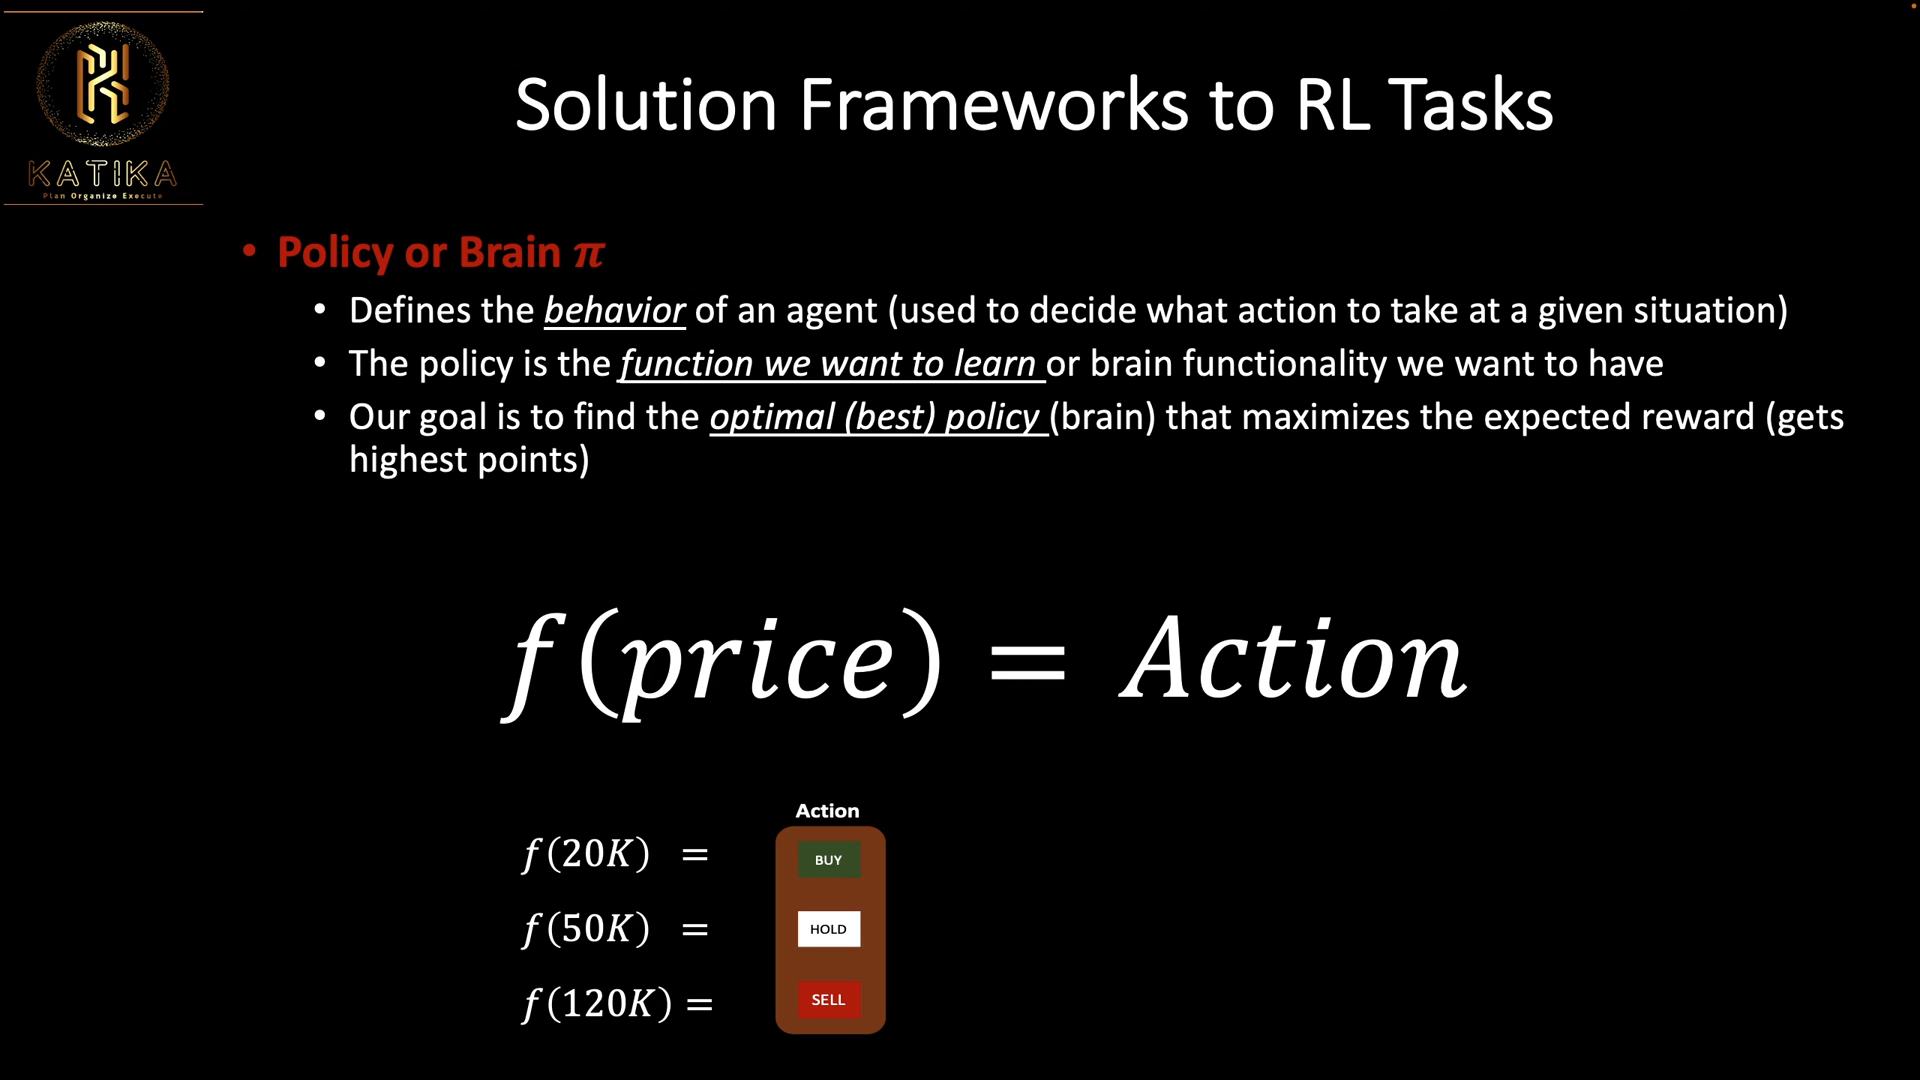 KATIKA
Plan Organize Execute
Solution Frameworks to RL Tasks
• Policy or Brain π
• Defines the behavior of an agent (used to decide what action to take at a given situation)
• The policy is the function we want to learn or brain functionality we want to have
• Our goal is to find the optimal (best) policy (brain) that maximizes the expected reward (gets
highest points)
f(price) = Action
Action
f(20K) = BUY
f(50K) = HOLD
f(120K) = SELL